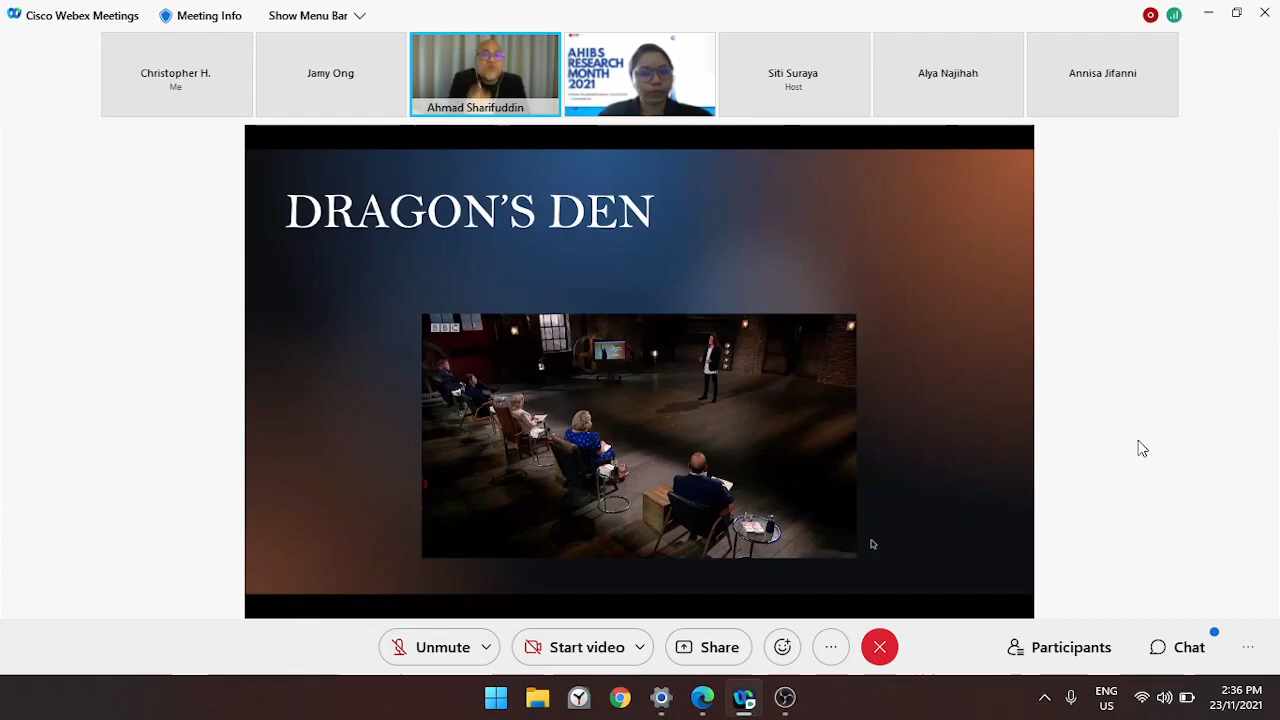 Cisco Webex Meetings
Meeting Info
Show Menu Bar
Christopher H.
Me
Jamy Ong
Ahmad Sharifuddin
AHIBS
RESEARCH
MONTH
2021
Siti Suraya
Host
Alya Najihah
Annisa Jifanni
DRAGON'S DEN
BBC
Unmute
Start video
Share
Participants
Chat
ENG
US
2:36 PM
23/11/2021